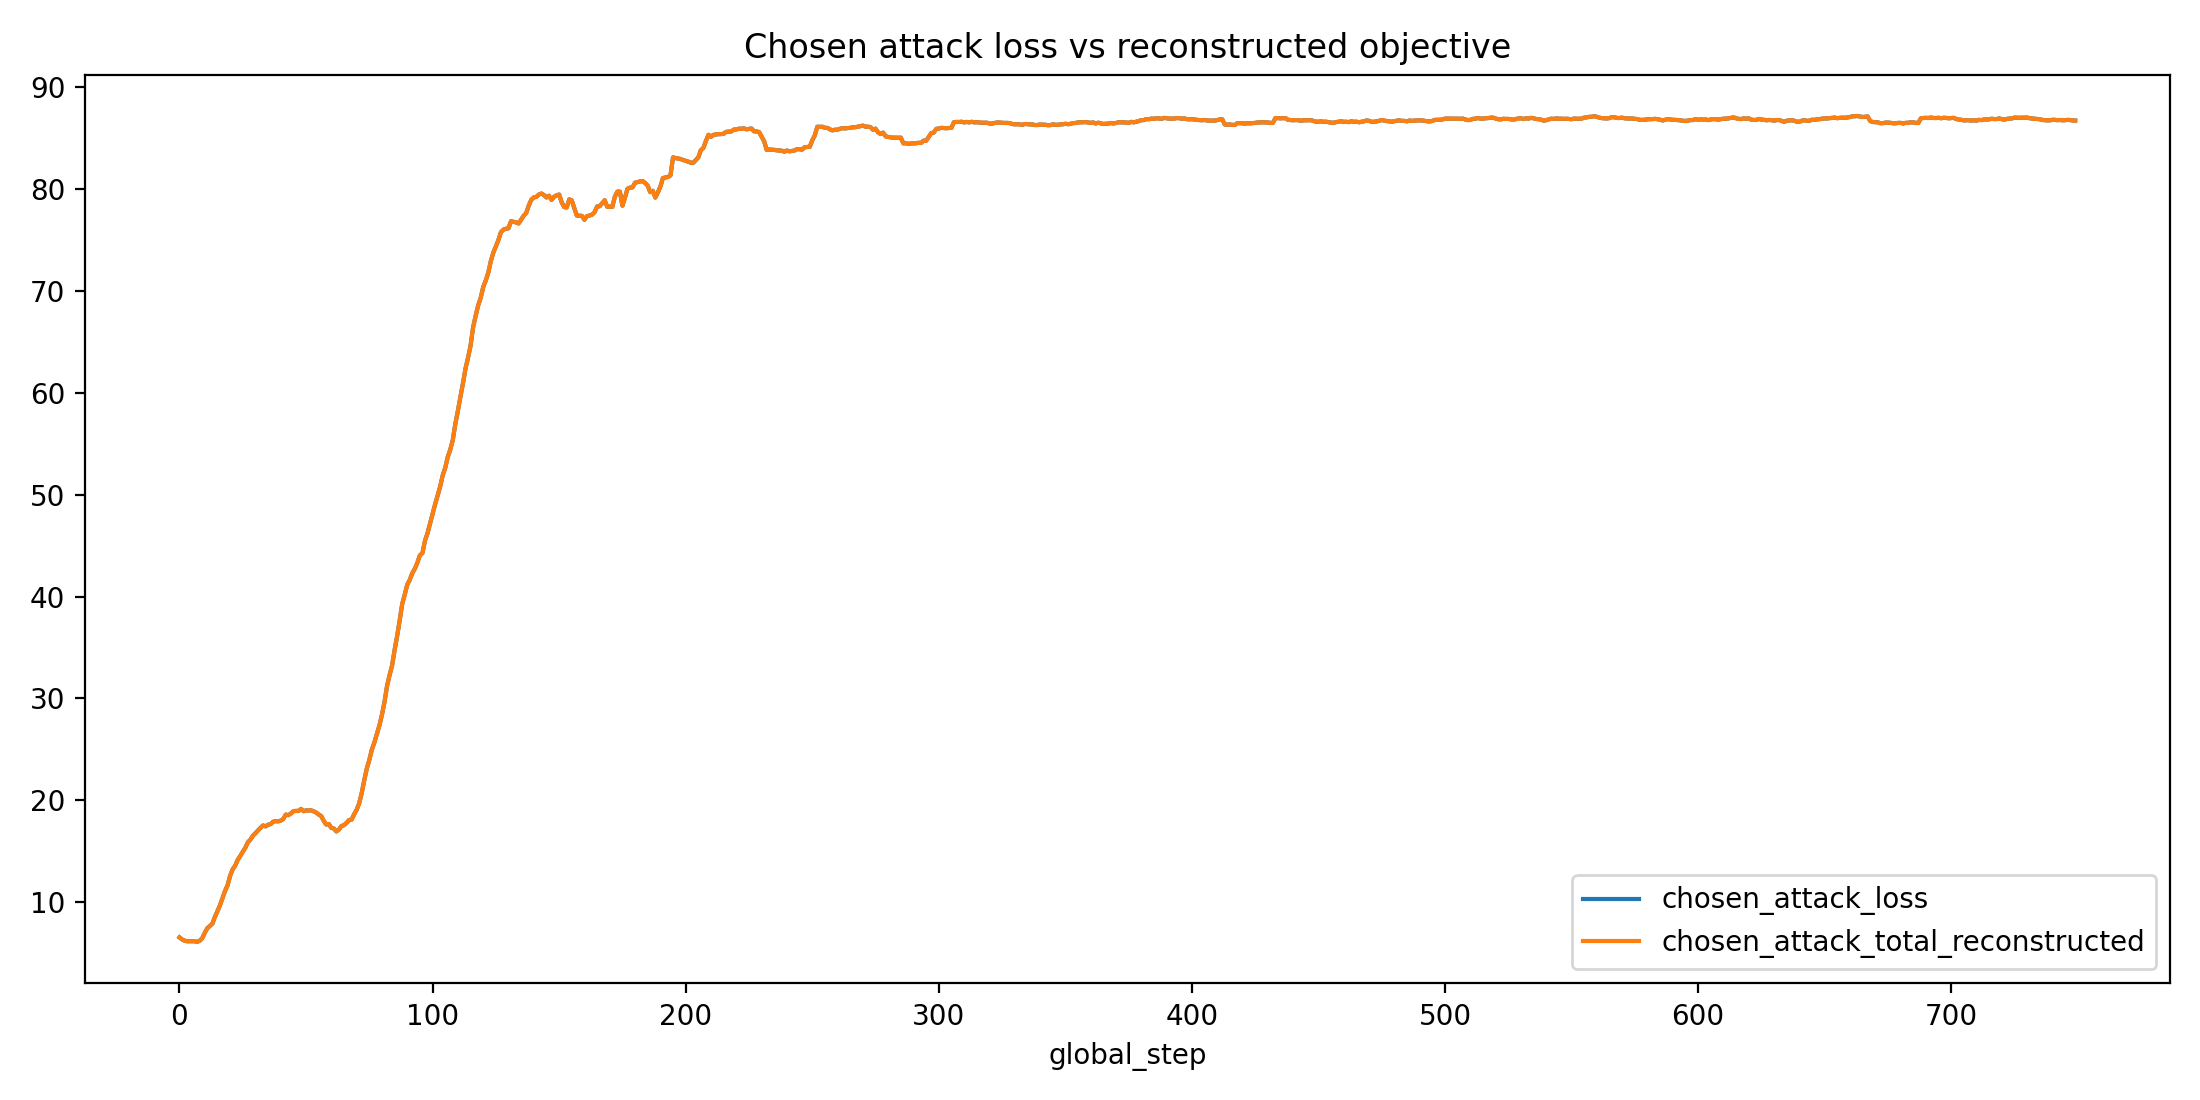 Chosen attack loss vs reconstructed objective
90
80
70
60
50
40
30
20
10
chosen_attack_loss
chosen_attack_total_reconstructed
0 100 200 300 400 500 600 700
global_step